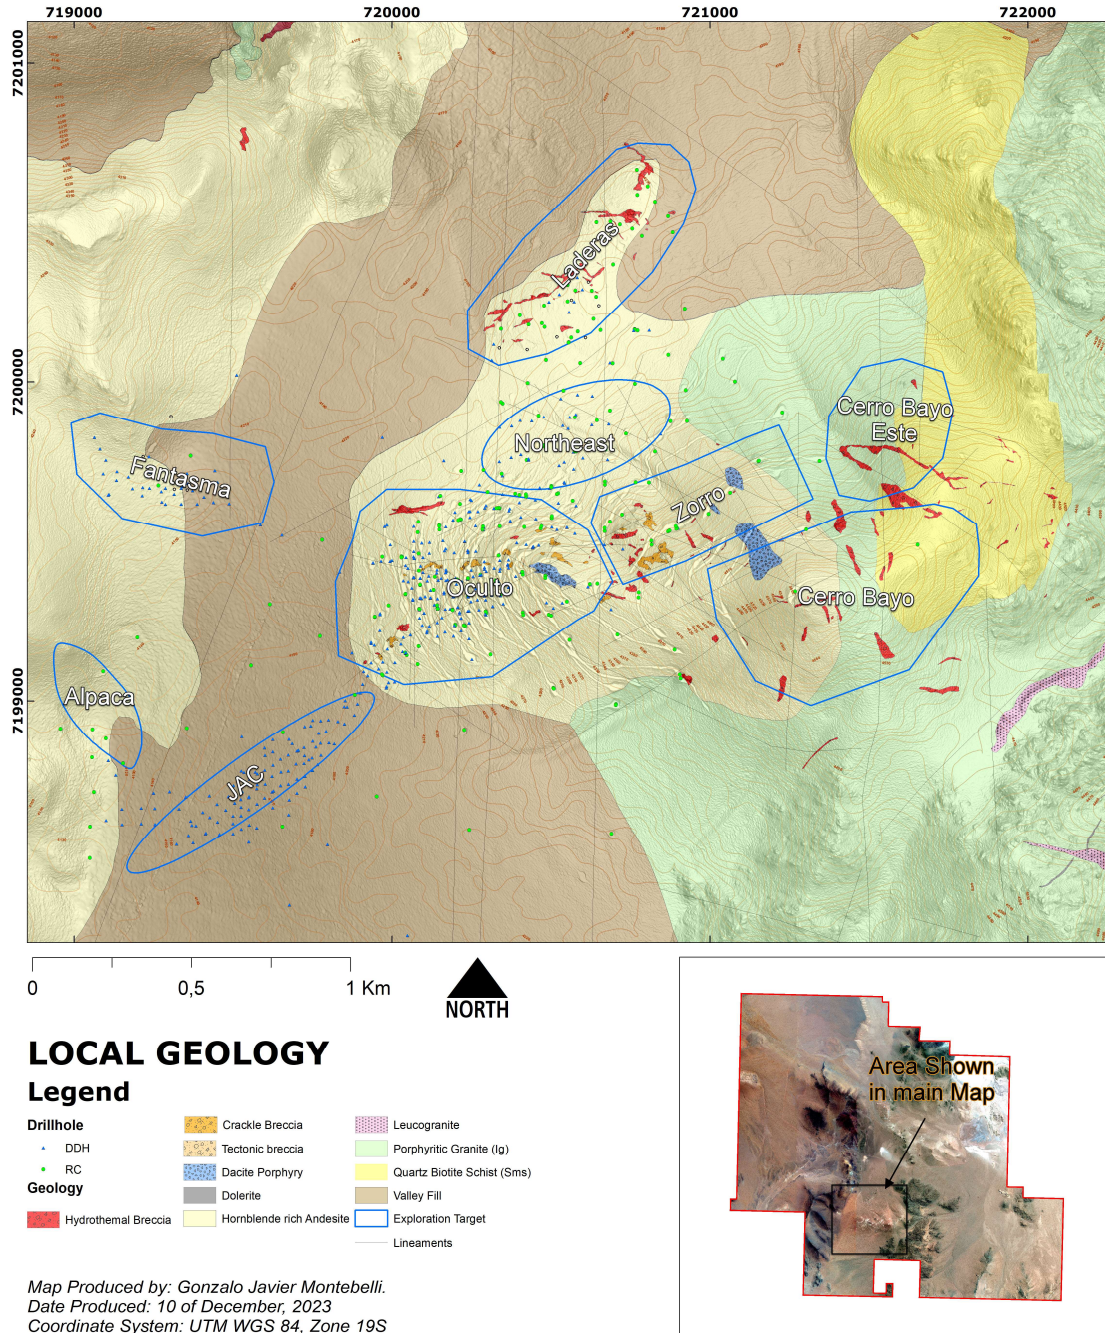 719000
720000
721000
722000
7201000
7200000
7199000
Laderas
Cerro Bayo
Este
Northeast
Fantasma
Zorro
Oculto
Cerro Bayo
Alpaca
JAC
0
0,5
1 Km
NORTH
Area Shown
in main Map
LOCAL GEOLOGY
Legend
Drillhole
DDH
RC
Geology
Hydrothemal Breccia
Crackle Breccia
Tectonic breccia
Dacite Porphyry
Dolerite
Hornblende rich Andesite
Leucogranite
Porphyritic Granite (Ig)
Quartz Biotite Schist (Sms)
Valley Fill
Exploration Target
Lineaments
Map Produced by: Gonzalo Javier Montebelli.
Date Produced: 10 of December, 2023
Coordinate System: UTM WGS 84, Zone 19S